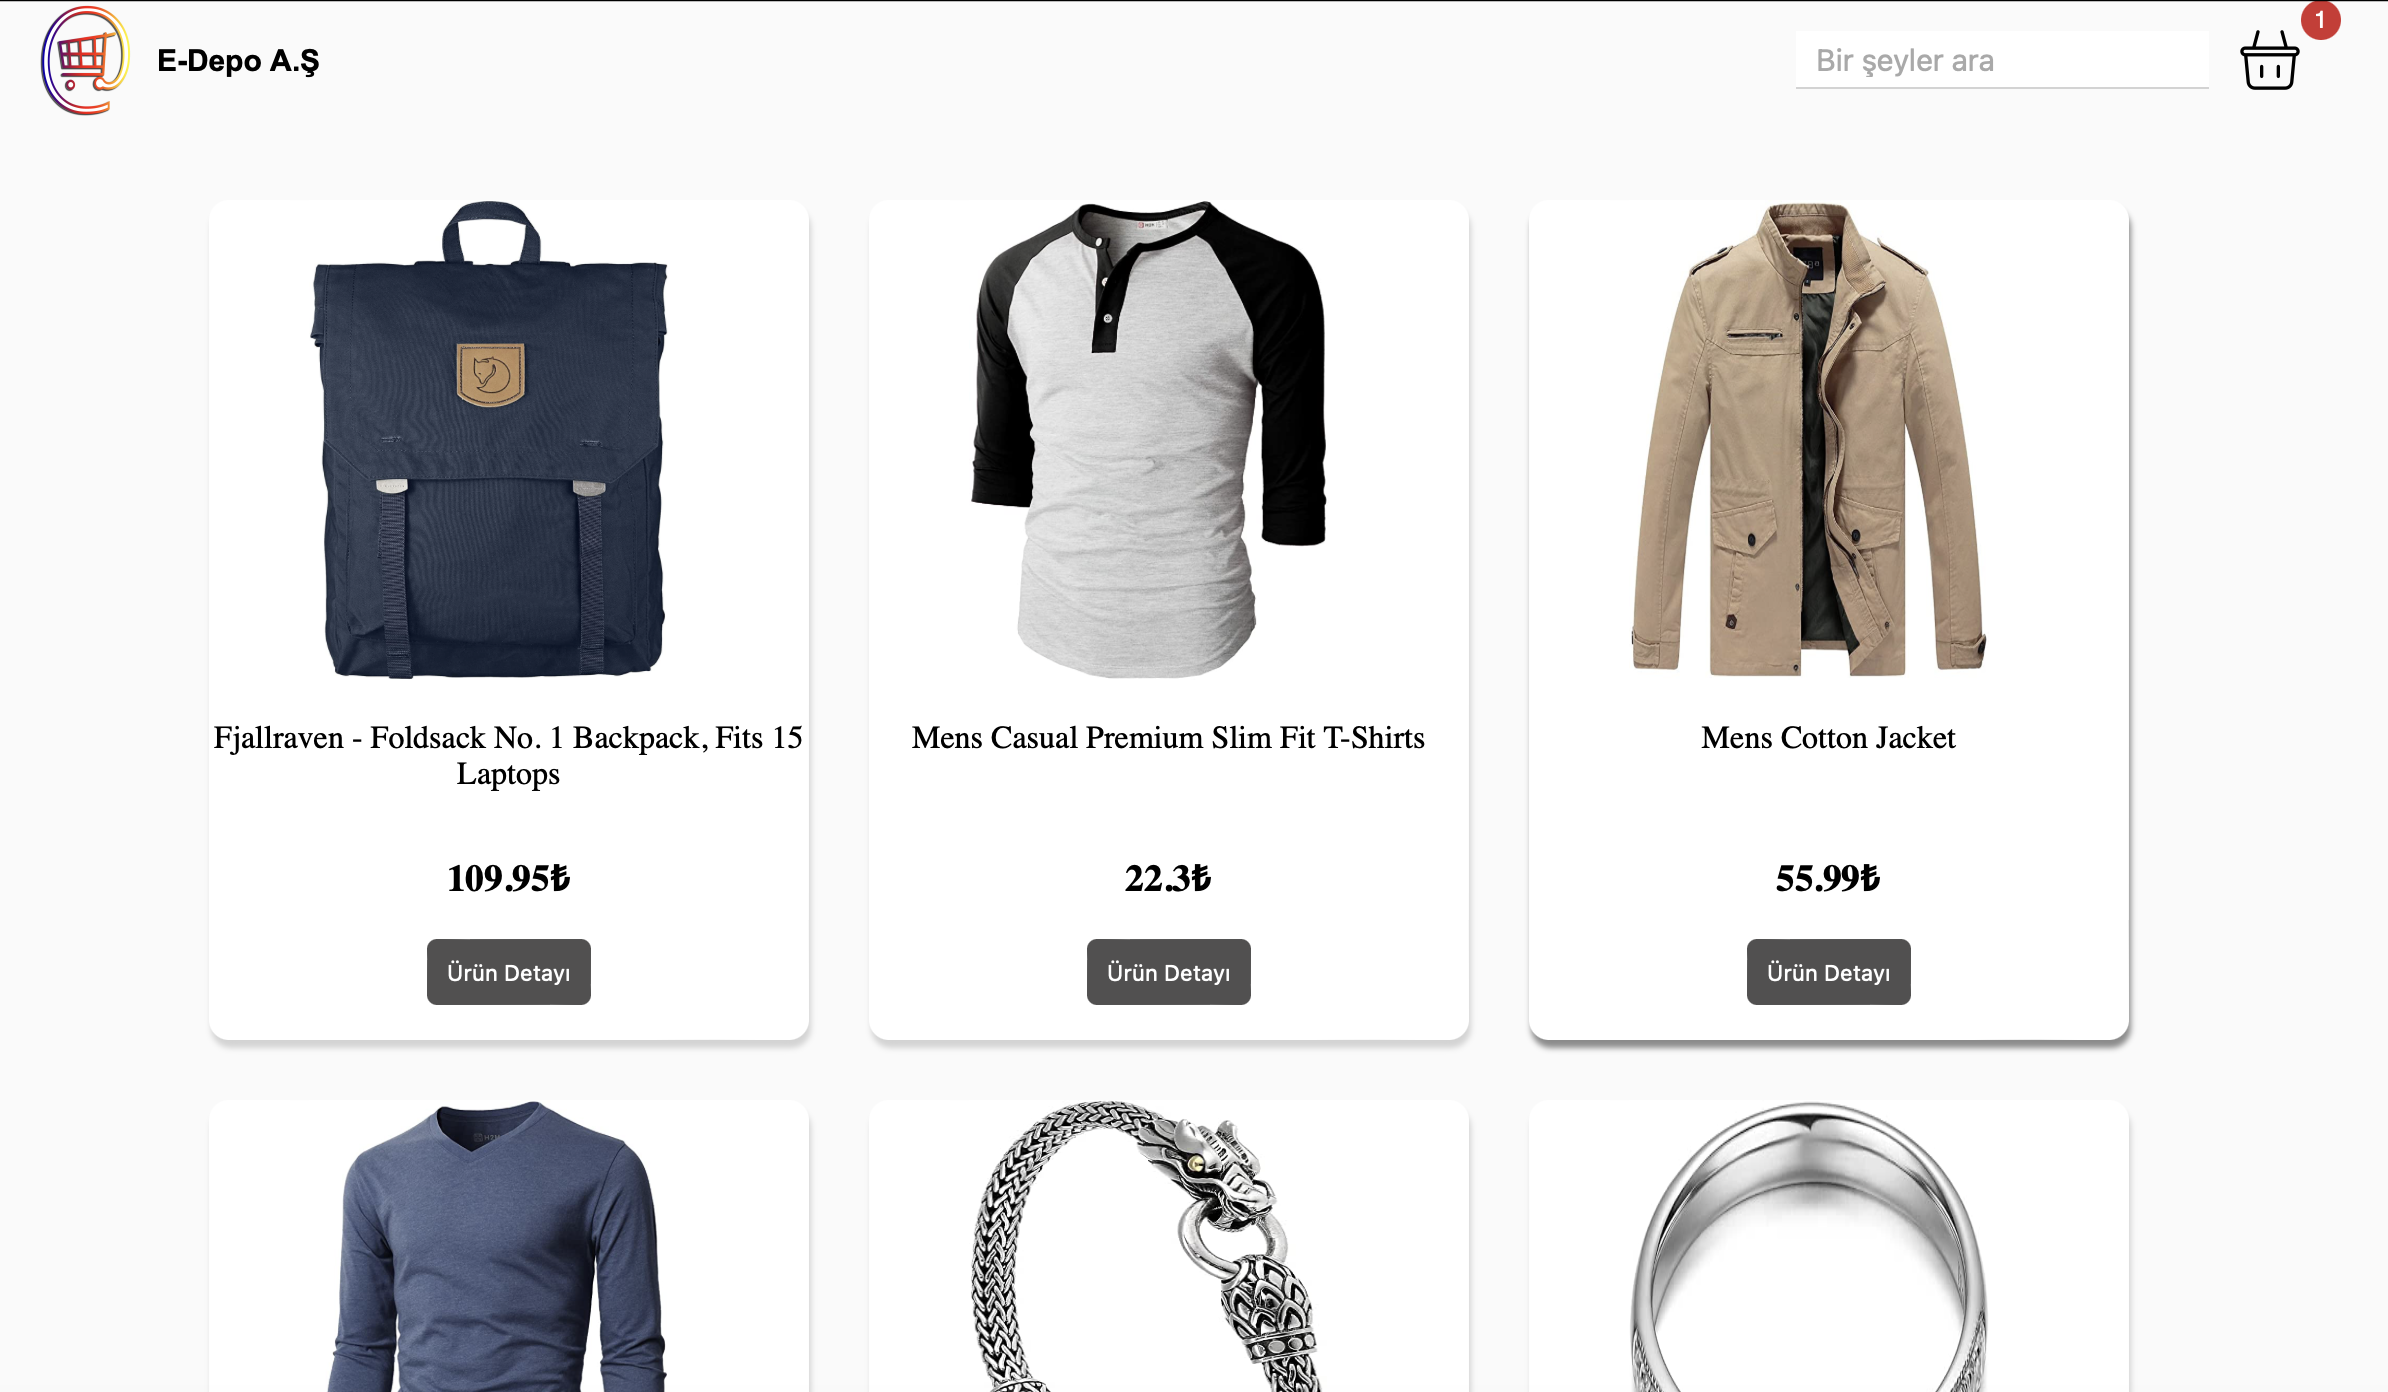 E-Depo A.Ş
Bir şeyler ara
1
Fjallraven - Foldsack No. 1 Backpack, Fits 15
Laptops
109.95₺
Ürün Detayı
Mens Casual Premium Slim Fit T-Shirts
22.3₺
Ürün Detayı
Mens Cotton Jacket
55.99₺
Ürün Detayı